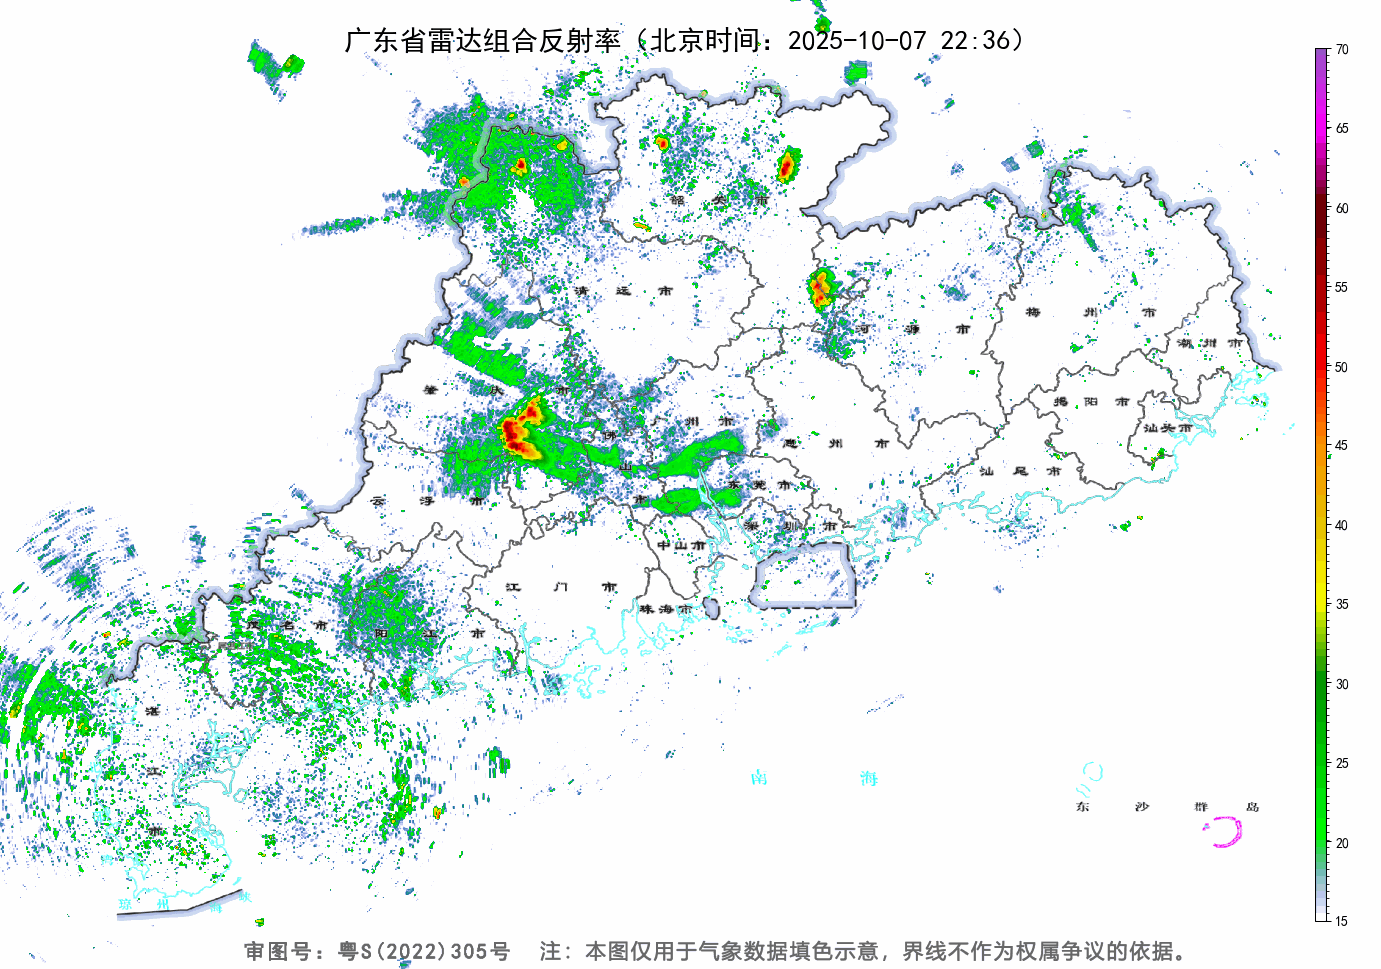 广东省雷达组合反射率（北京时间：2025-10-07 22:36）
70
65
60
55
50
45
40
35
30
25
20
15
韶关市
清远市
河源市
梅州市
潮州市
肇庆市
揭阳市
广州市
汕头市
佛山市
惠州市
汕尾市
东莞市
云浮市
深圳市
中山市
江门市
珠海市
茂名市
阳江市
湛江市
南海
东沙群岛
琼州海峡
审图号：粤S(2022)305号 注：本图仅用于气象数据填色示意，界线不作为权属争议的依据。